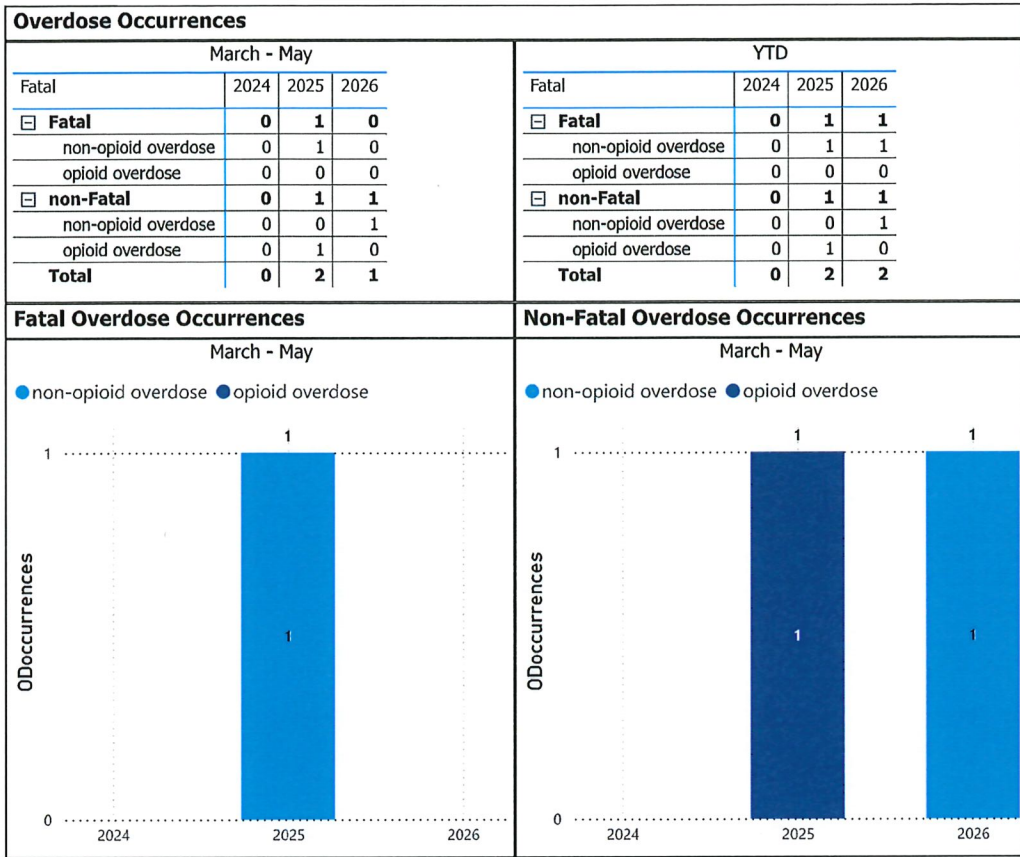 Overdose Occurrences
March - May
Fatal 2024 2025 2026
Fatal 0 1 0
non-opioid overdose 0 1 0
opioid overdose 0 0 0
non-Fatal 0 1 1
non-opioid overdose 0 0 1
opioid overdose 0 1 0
Total 0 2 1
YTD
Fatal 2024 2025 2026
Fatal 0 1 1
non-opioid overdose 0 1 1
opioid overdose 0 0 0
non-Fatal 0 1 1
non-opioid overdose 0 0 1
opioid overdose 0 1 0
Total 0 2 2
Fatal Overdose Occurrences
March - May
non-opioid overdose opioid overdose
1
1
ODoccurrences
1
0
2024 2025 2026
Non-Fatal Overdose Occurrences
March - May
non-opioid overdose opioid overdose
1 1
1
ODoccurrences
1 1
0
2024 2025 2026